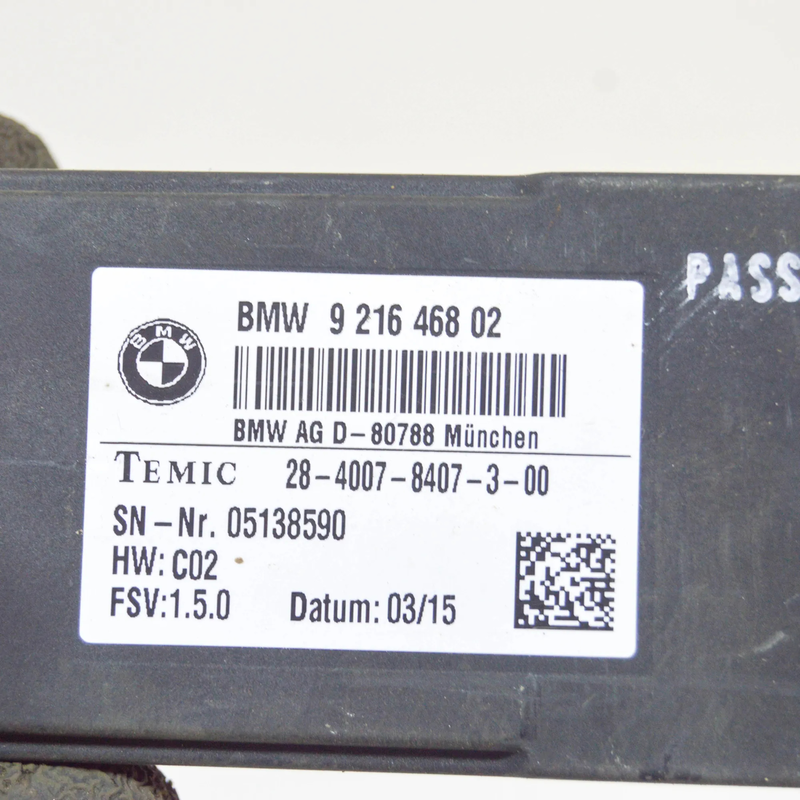 PASS
BMW 9 216 468 02
BMW
BMW AG D-80788 München
TEMIC 28-4007-8407-3-00
SN-Nr. 05138590
HW: C02
FSV:1.5.0 Datum: 03/15